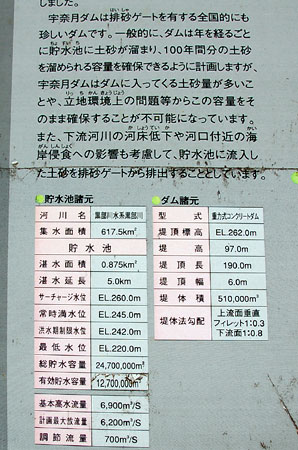 しました。
宇奈月ダムは排砂ゲートを有する全国的にも
珍しいダムです。一般的に、ダムは年を経るごと
に貯水池に土砂が溜まり、100年間分の土砂
を溜められる容量を確保できるように計画しますが、
宇奈月ダムはダムに入ってくる土砂量が多いこ
とや、立地環境上の問題等からこの容量をその
まま確保することが不可能になっています。
また、下流河川の河床低下や河口付近の海
岸侵食への影響も考慮して、貯水池に流入し
た土砂を排砂ゲートから排出することとしています。
貯水池諸元
河川名 黒部川水系黒部川
集水面積 617.5km²
貯水池
湛水面積 0.875km²
湛水延長 5.0km
サーチャージ水位 EL.260.0m
常時満水位 EL.245.0m
洪水期制限水位 EL.242.0m
最低水位 EL.220.0m
総貯水容量 24,700,000m³
有効貯水容量 12,700,000m³
基本高水流量 6,900m³/S
計画最大放流量 6,200m³/S
調節流量 700m³/S
ダム諸元
型式 重力式コンクリートダム
堤頂標高 EL.262.0m
堤高 97.0m
堤頂長 190.0m
堤頂幅 6.0m
堤体積 510,000m³
堤体法勾配 上流面垂直
フィレット1:0.3
下流面1:0.8